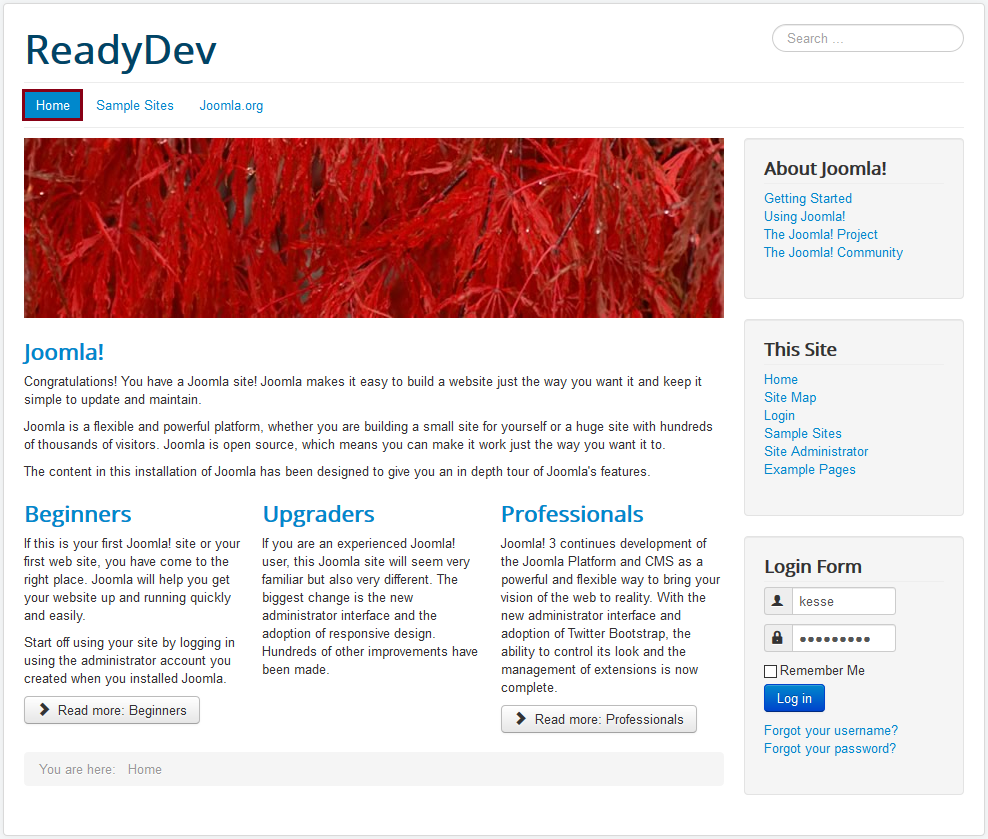 ReadyDev
Search ...
Home
Sample Sites
Joomla.org
Joomla!
Congratulations! You have a Joomla site! Joomla makes it easy to build a website just the way you want it and keep it
simple to update and maintain.
Joomla is a flexible and powerful platform, whether you are building a small site for yourself or a huge site with hundreds
of thousands of visitors. Joomla is open source, which means you can make it work just the way you want it to.
The content in this installation of Joomla has been designed to give you an in depth tour of Joomla's features.
Beginners
If this is your first Joomla! site or your
first web site, you have come to the
right place. Joomla will help you get
your website up and running quickly
and easily.
Start off using your site by logging in
using the administrator account you
created when you installed Joomla.
Read more: Beginners
Upgraders
If you are an experienced Joomla!
user, this Joomla site will seem very
familiar but also very different. The
biggest change is the new
administrator interface and the
adoption of responsive design.
Hundreds of other improvements have
been made.
Professionals
Joomla! 3 continues development of
the Joomla Platform and CMS as a
powerful and flexible way to bring your
vision of the web to reality. With the
new administrator interface and
adoption of Twitter Bootstrap, the
ability to control its look and the
management of extensions is now
complete.
Read more: Professionals
You are here: Home
About Joomla!
Getting Started
Using Joomla!
The Joomla! Project
The Joomla! Community
This Site
Home
Site Map
Login
Sample Sites
Site Administrator
Example Pages
Login Form
kesse
●●●●●●●●●
Remember Me
Log in
Forgot your username?
Forgot your password?